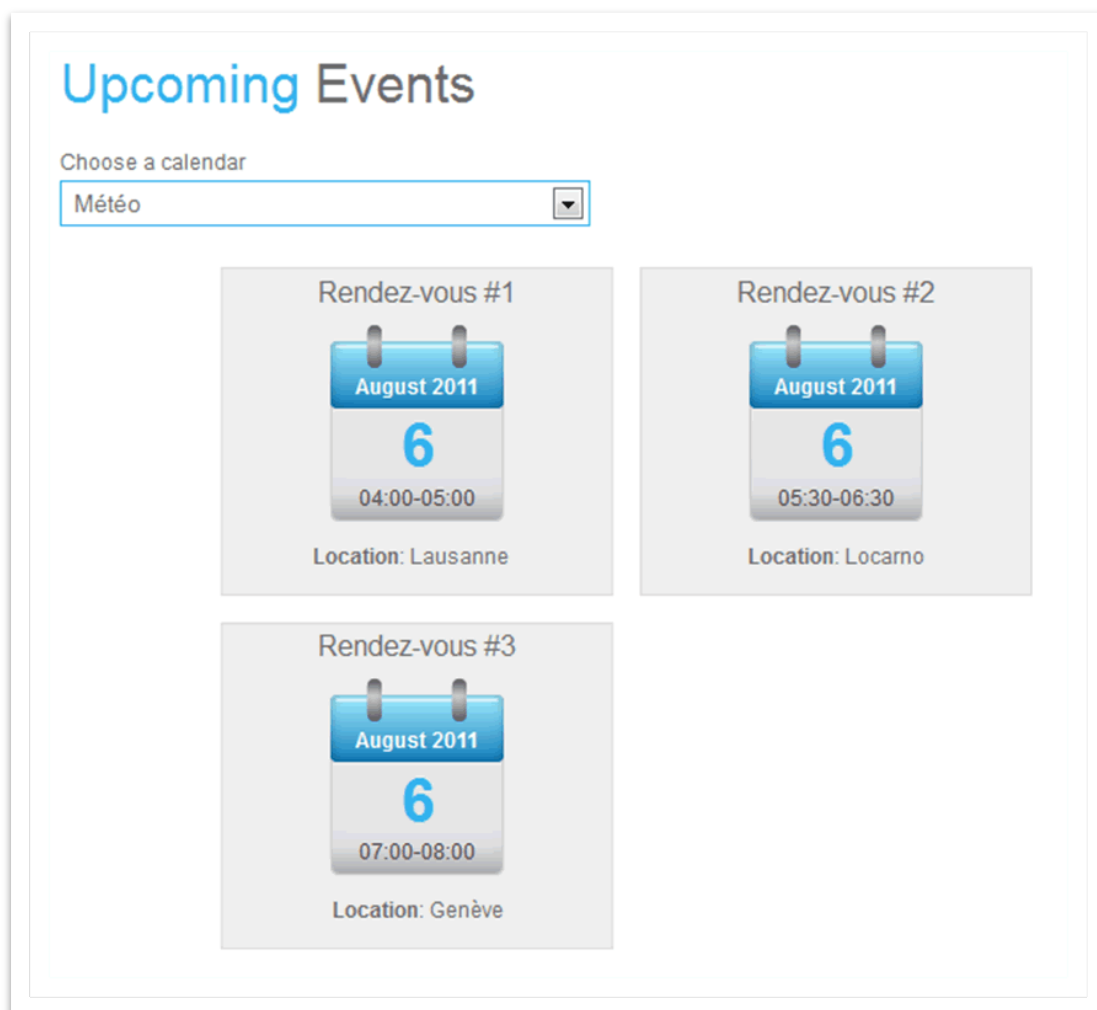 Upcoming Events
Choose a calendar
Météo
Rendez-vous #1
August 2011
6
04:00-05:00
Location: Lausanne
Rendez-vous #2
August 2011
6
05:30-06:30
Location: Locarno
Rendez-vous #3
August 2011
6
07:00-08:00
Location: Genève